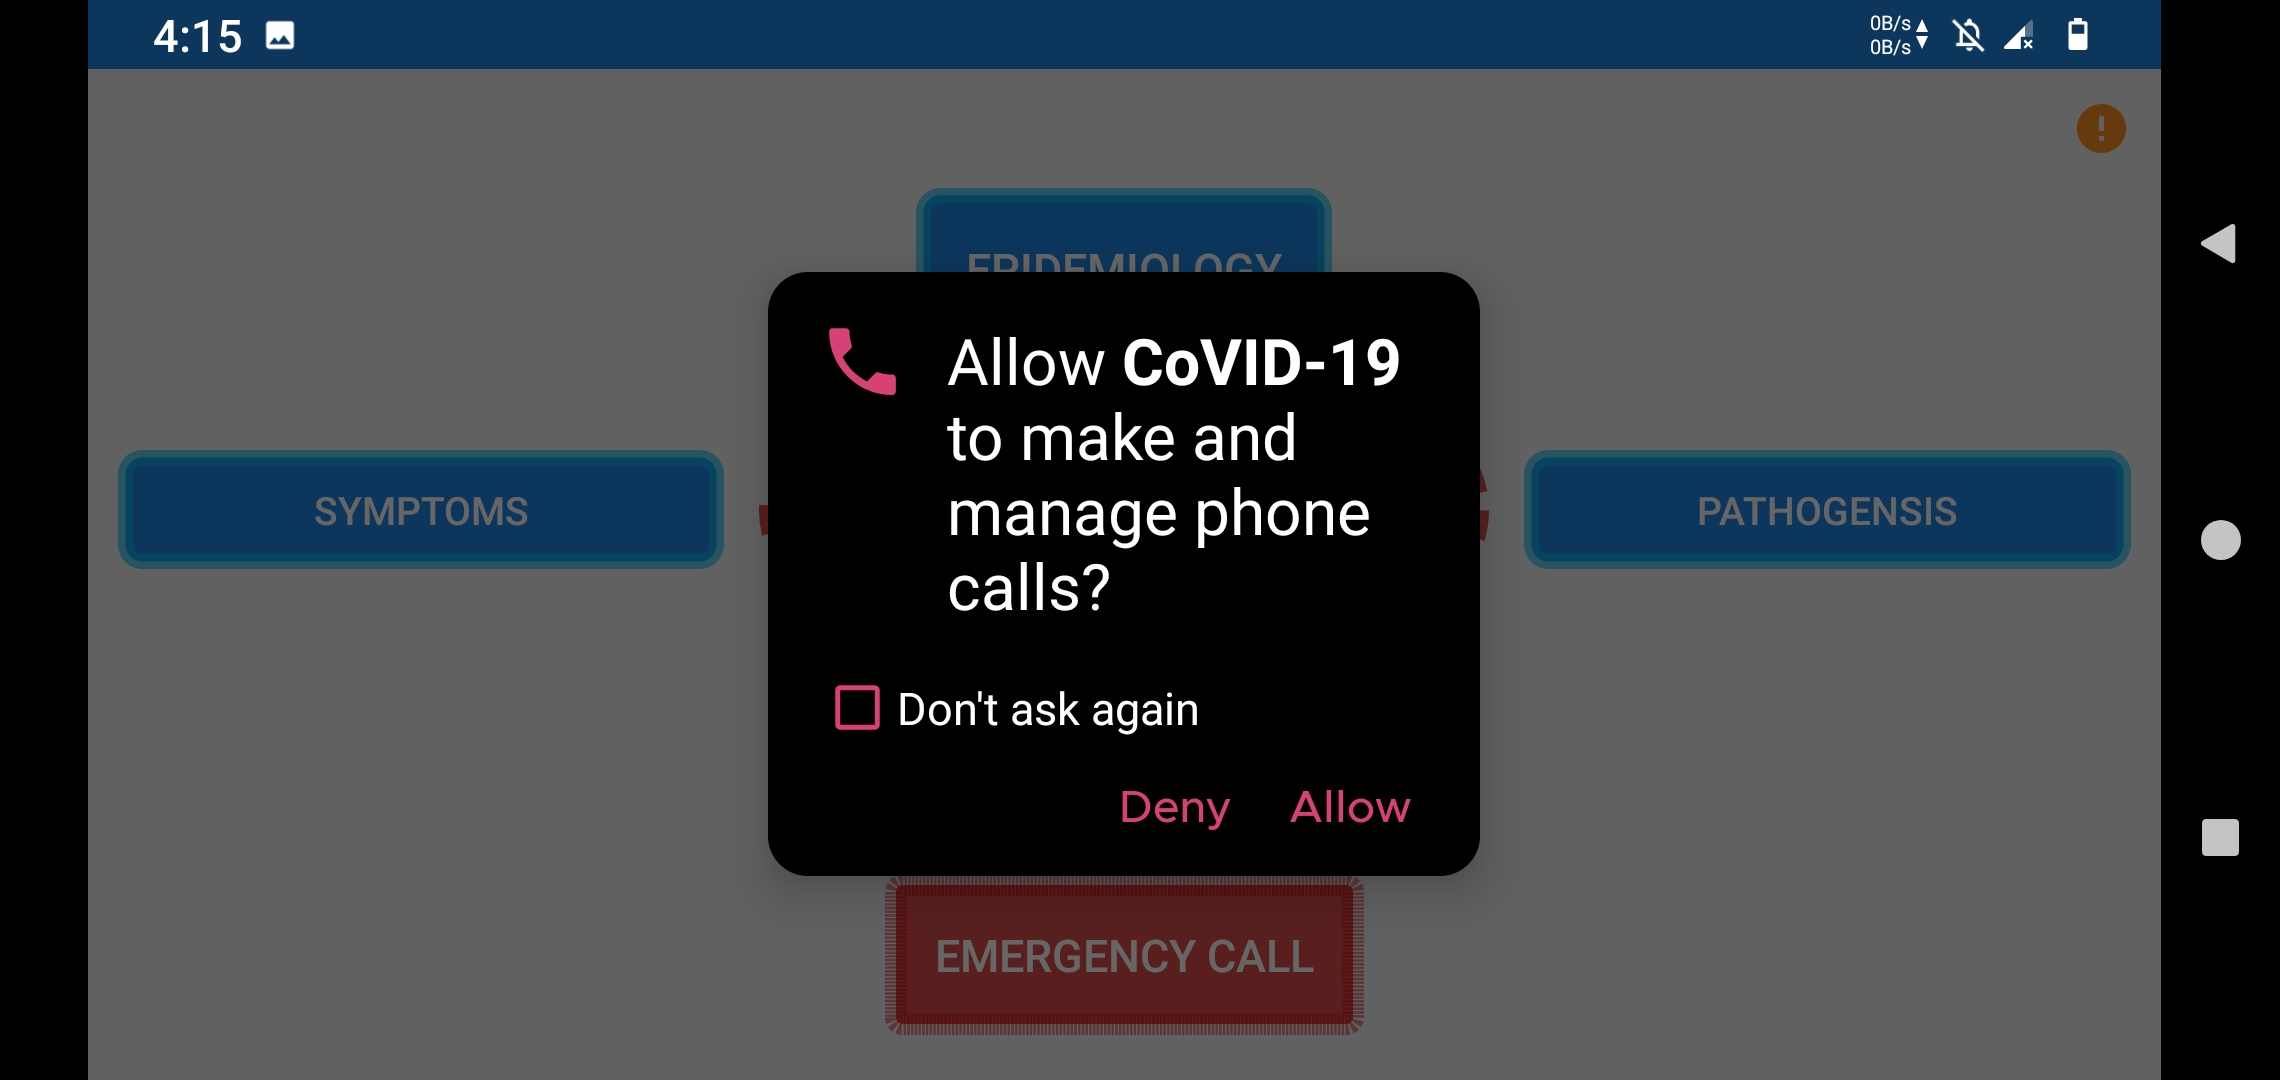 4:15
0B/s
0B/s
EPIDEMIOLOGY
Allow CoVID-19
to make and
manage phone
calls?
SYMPTOMS
PATHOGENSIS
Don't ask again
Deny Allow
EMERGENCY CALL